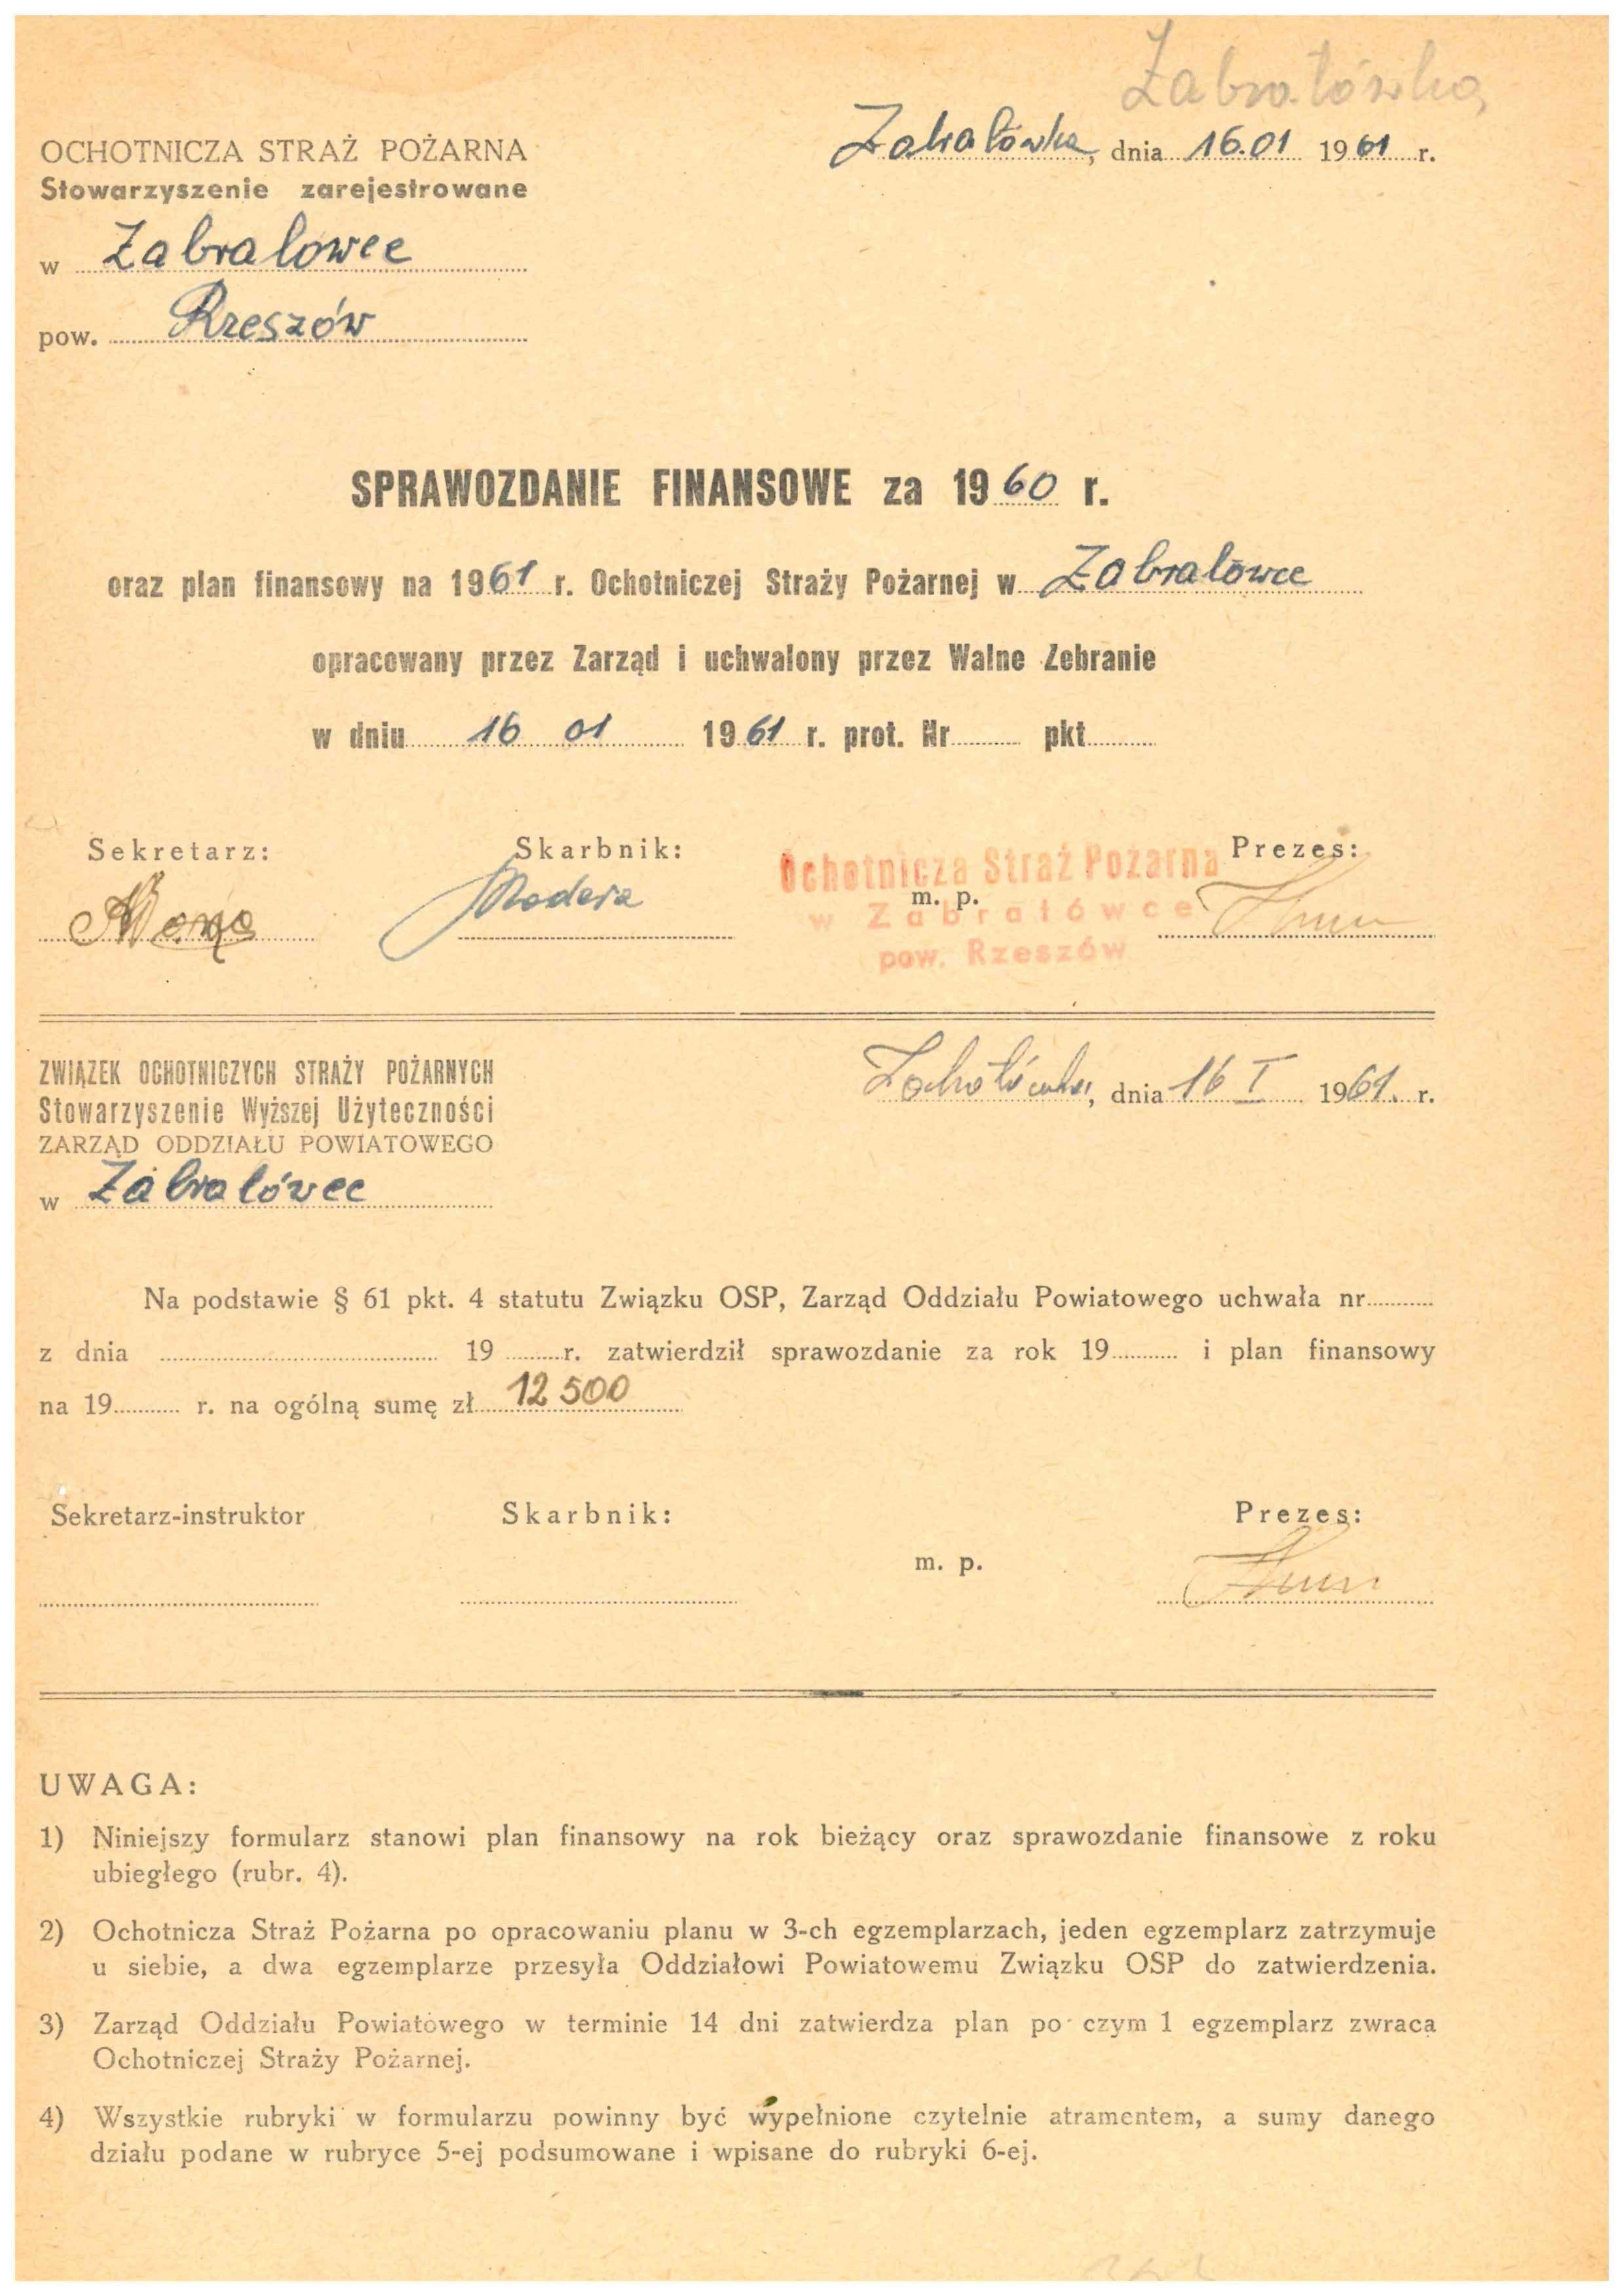 Zabratówka
Zabratówka, dnia 16.01 1961 r.
OCHOTNICZA STRAŻ POŻARNA
Stowarzyszenie zarejestrowane
w Zabratowce
pow. Rzeszów
SPRAWOZDANIE FINANSOWE za 1960 r.
oraz plan finansowy na 1961 r. Ochotniczej Straży Pożarnej w Zabratowce
opracowany przez Zarząd i uchwalony przez Walne Zebranie
w dniu 16 01 1961 r. prot. Nr pkt
Sekretarz: Skarbnik: Prezes:
Ochotnicza Straż Pożarna
m. p.
w Zabratówce
pow. Rzeszów
ZWIĄZEK OCHOTNICZYCH STRAŻY POŻARNYCH
Stowarzyszenie Wyższej Użyteczności
ZARZĄD ODDZIAŁU POWIATOWEGO
w Zabratówce
Zabratówka, dnia 16 I 1961. r.
Na podstawie § 61 pkt. 4 statutu Związku OSP, Zarząd Oddziału Powiatowego uchwała nr
z dnia 19 r. zatwierdził sprawozdanie za rok 19 i plan finansowy
na 19 r. na ogólną sumę zł 12 500
Sekretarz-instruktor Skarbnik: Prezes:
m. p.
UWAGA:
1) Niniejszy formularz stanowi plan finansowy na rok bieżący oraz sprawozdanie finansowe z roku
ubiegłego (rubr. 4).
2) Ochotnicza Straż Pożarna po opracowaniu planu w 3-ch egzemplarzach, jeden egzemplarz zatrzymuje
u siebie, a dwa egzemplarze przesyła Oddziałowi Powiatowemu Związku OSP do zatwierdzenia.
3) Zarząd Oddziału Powiatowego w terminie 14 dni zatwierdza plan po czym 1 egzemplarz zwraca
Ochotniczej Straży Pożarnej.
4) Wszystkie rubryki w formularzu powinny być wypełnione czytelnie atramentem, a sumy danego
działu podane w rubryce 5-ej podsumowane i wpisane do rubryki 6-ej.